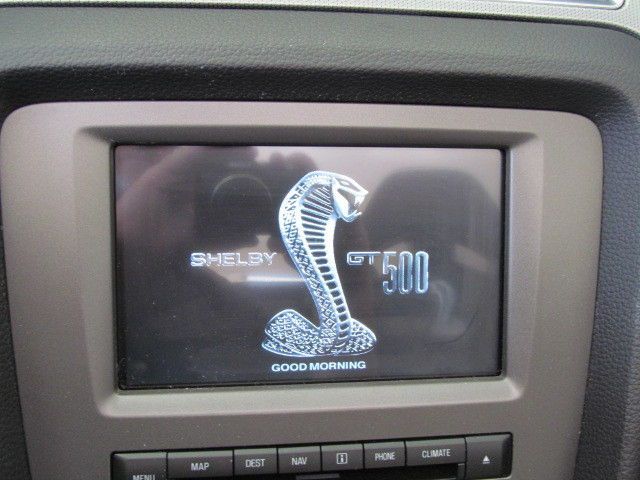 SHELBY GT 500
GOOD MORNING
MENU MAP DEST NAV i PHONE CLIMATE